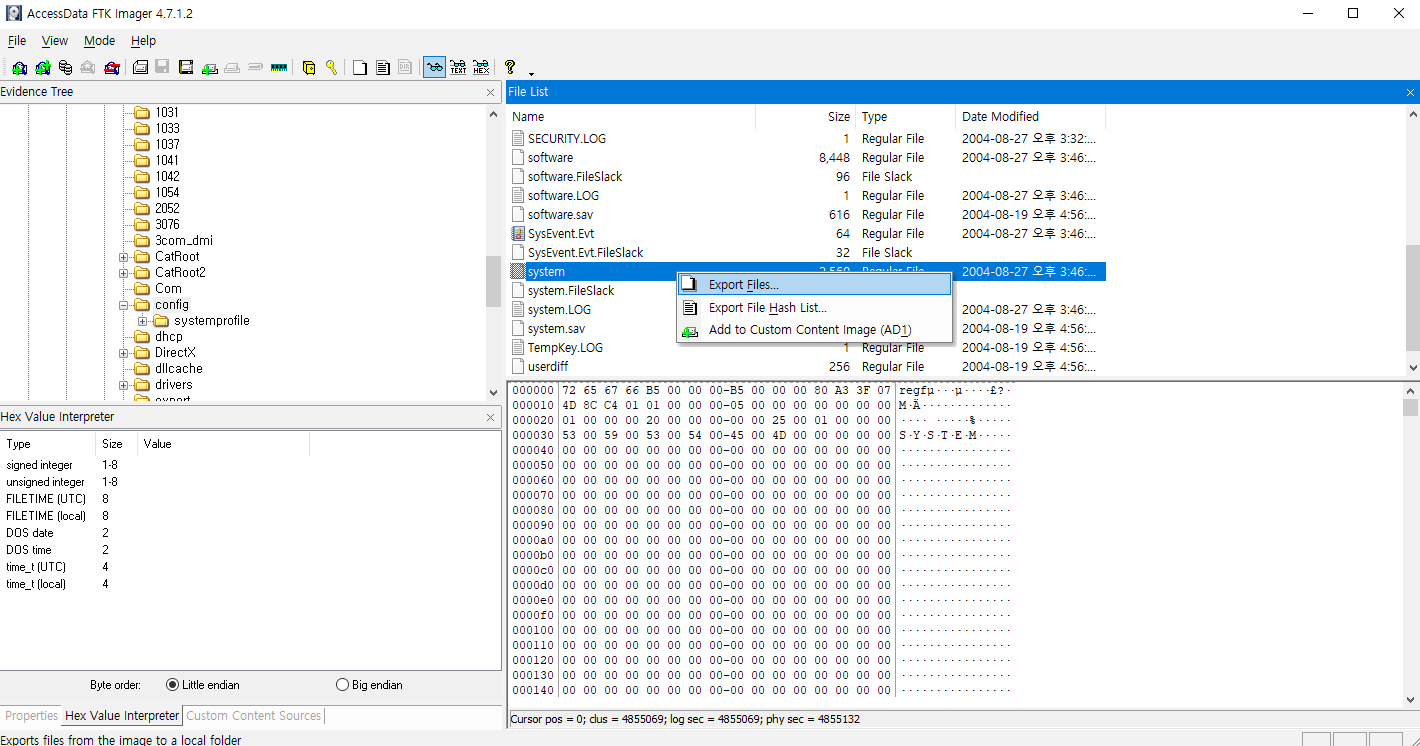 AccessData FTK Imager 4.7.1.2
File View Mode Help
TEXT HEX
Evidence Tree
1031
1033
1037
1041
1042
1054
2052
3076
3com_dmi
CatRoot
CatRoot2
Com
config
systemprofile
dhcp
DirectX
dllcache
drivers
export
Hex Value Interpreter
Type Size Value
signed integer 1-8
unsigned integer 1-8
FILETIME (UTC) 8
FILETIME (local) 8
DOS date 2
DOS time 2
time_t (UTC) 4
time_t (local) 4
Byte order: Little endian Big endian
Properties Hex Value Interpreter Custom Content Sources
File List
Name Size Type Date Modified
SECURITY.LOG 1 Regular File 2004-08-27 오후 3:32:...
software 8,448 Regular File 2004-08-27 오후 3:46:...
software.FileSlack 96 File Slack
software.LOG 1 Regular File 2004-08-27 오후 3:46:...
software.sav 616 Regular File 2004-08-19 오후 4:56:...
SysEvent.Evt 64 Regular File 2004-08-27 오후 3:46:...
SysEvent.Evt.FileSlack 32 File Slack
system 2,560 Regular File 2004-08-27 오후 3:46:...
system.FileSlack
system.LOG 2004-08-27 오후 3:46:...
system.sav 2004-08-19 오후 4:56:...
TempKey.LOG 1 Regular File 2004-08-19 오후 4:56:...
userdiff 256 Regular File 2004-08-19 오후 4:56:...
Export Files...
Export File Hash List...
Add to Custom Content Image (AD1)
000000 72 65 67 66 B5 00 00 00-B5 00 00 00 80 A3 3F 07 regfµ···µ····£?·
000010 4D 8C C4 01 01 00 00 00-05 00 00 00 00 00 00 00 M·Ä·············
000020 01 00 00 00 20 00 00 00-00 00 25 00 01 00 00 00 ···· ·····%·····
000030 53 00 59 00 53 00 54 00-45 00 4D 00 00 00 00 00 S·Y·S·T·E·M·····
000040 00 00 00 00 00 00 00 00-00 00 00 00 00 00 00 00 ················
000050 00 00 00 00 00 00 00 00-00 00 00 00 00 00 00 00 ················
000060 00 00 00 00 00 00 00 00-00 00 00 00 00 00 00 00 ················
000070 00 00 00 00 00 00 00 00-00 00 00 00 00 00 00 00 ················
000080 00 00 00 00 00 00 00 00-00 00 00 00 00 00 00 00 ················
000090 00 00 00 00 00 00 00 00-00 00 00 00 00 00 00 00 ················
0000a0 00 00 00 00 00 00 00 00-00 00 00 00 00 00 00 00 ················
0000b0 00 00 00 00 00 00 00 00-00 00 00 00 00 00 00 00 ················
0000c0 00 00 00 00 00 00 00 00-00 00 00 00 00 00 00 00 ················
0000d0 00 00 00 00 00 00 00 00-00 00 00 00 00 00 00 00 ················
0000e0 00 00 00 00 00 00 00 00-00 00 00 00 00 00 00 00 ················
0000f0 00 00 00 00 00 00 00 00-00 00 00 00 00 00 00 00 ················
000100 00 00 00 00 00 00 00 00-00 00 00 00 00 00 00 00 ················
000110 00 00 00 00 00 00 00 00-00 00 00 00 00 00 00 00 ················
000120 00 00 00 00 00 00 00 00-00 00 00 00 00 00 00 00 ················
000130 00 00 00 00 00 00 00 00-00 00 00 00 00 00 00 00 ················
000140 00 00 00 00 00 00 00 00-00 00 00 00 00 00 00 00 ················
Cursor pos = 0; clus = 4855069; log sec = 4855069; phy sec = 4855132
Exports files from the image to a local folder